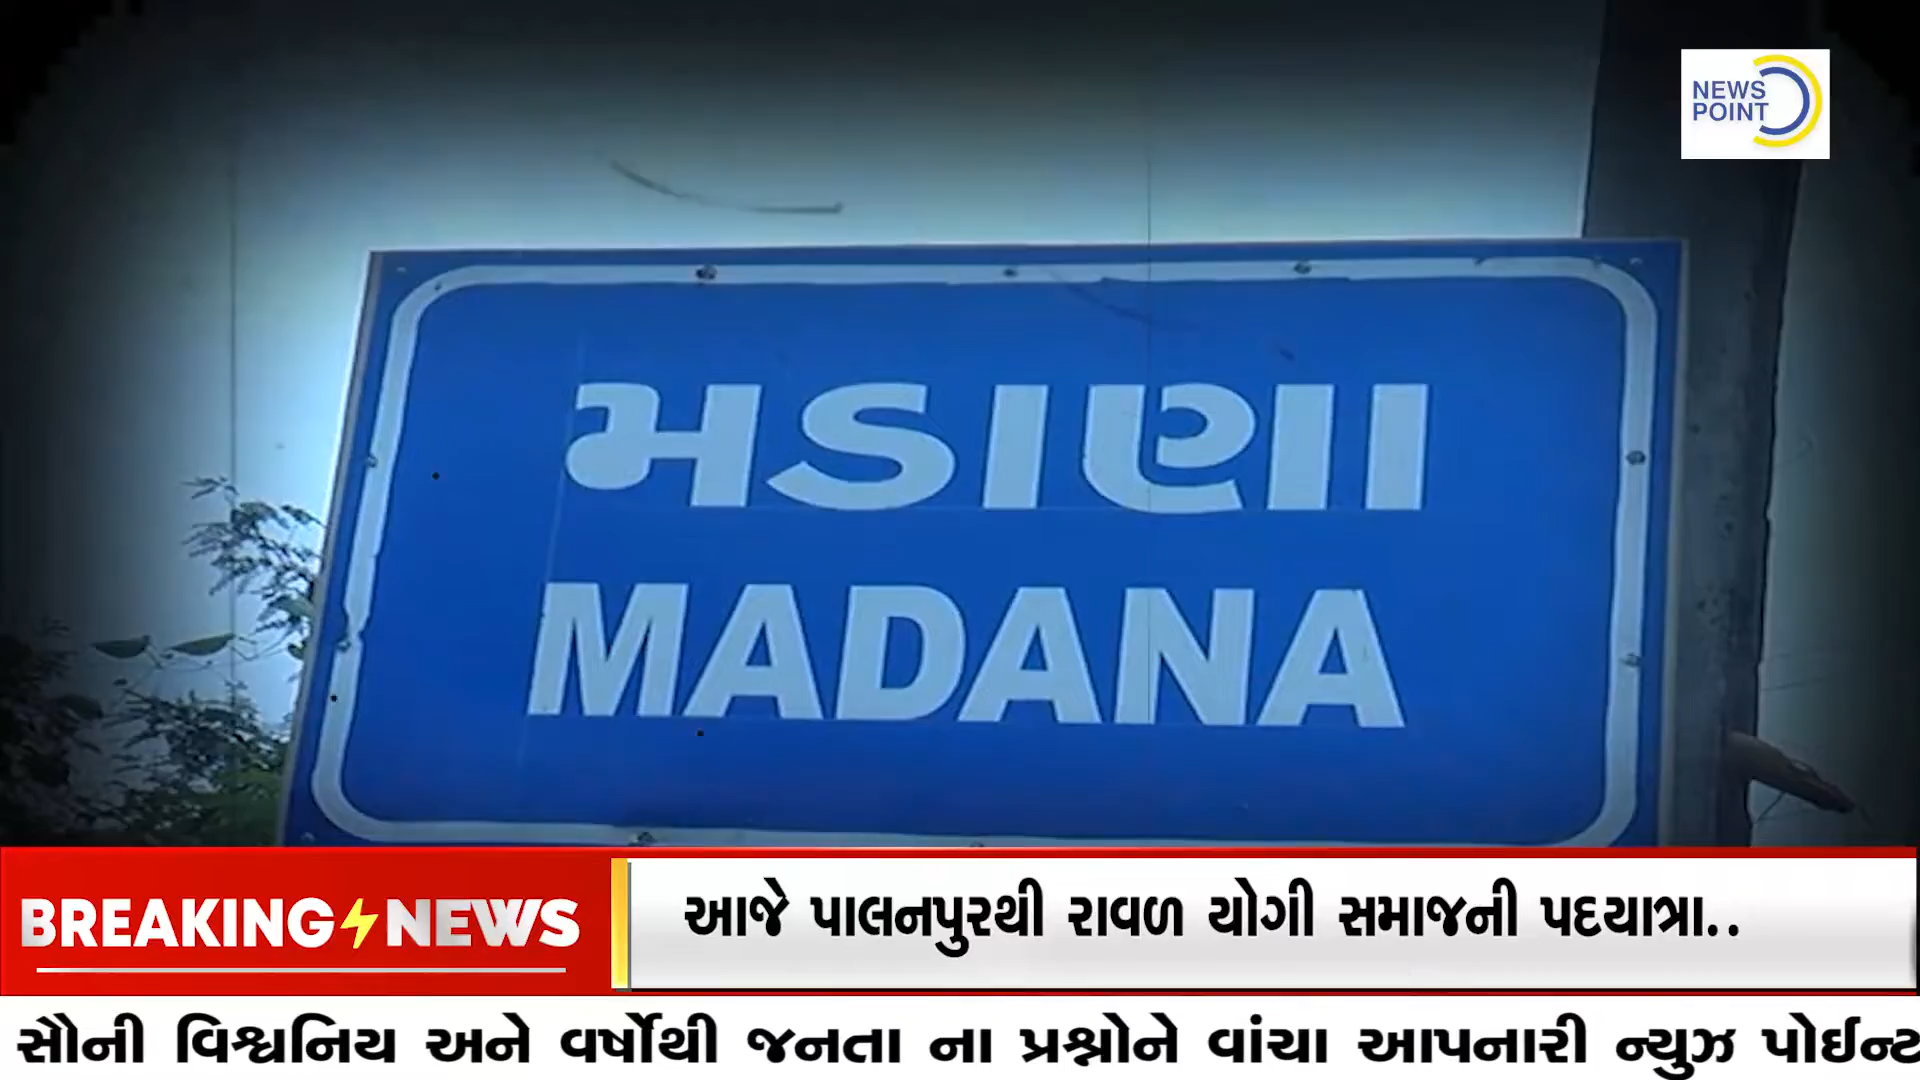 NEWS
POINT
મડાણા
MADANA
BREAKING NEWS
આજે પાલનપુરથી રાવળ યોગી સમાજની પદયાત્રા..
સૌની વિશ્વનિય અને વર્ષોથી જનતા ના પ્રશ્નોને વાંચા આપનારી ન્યુઝ પોઈન્ટ